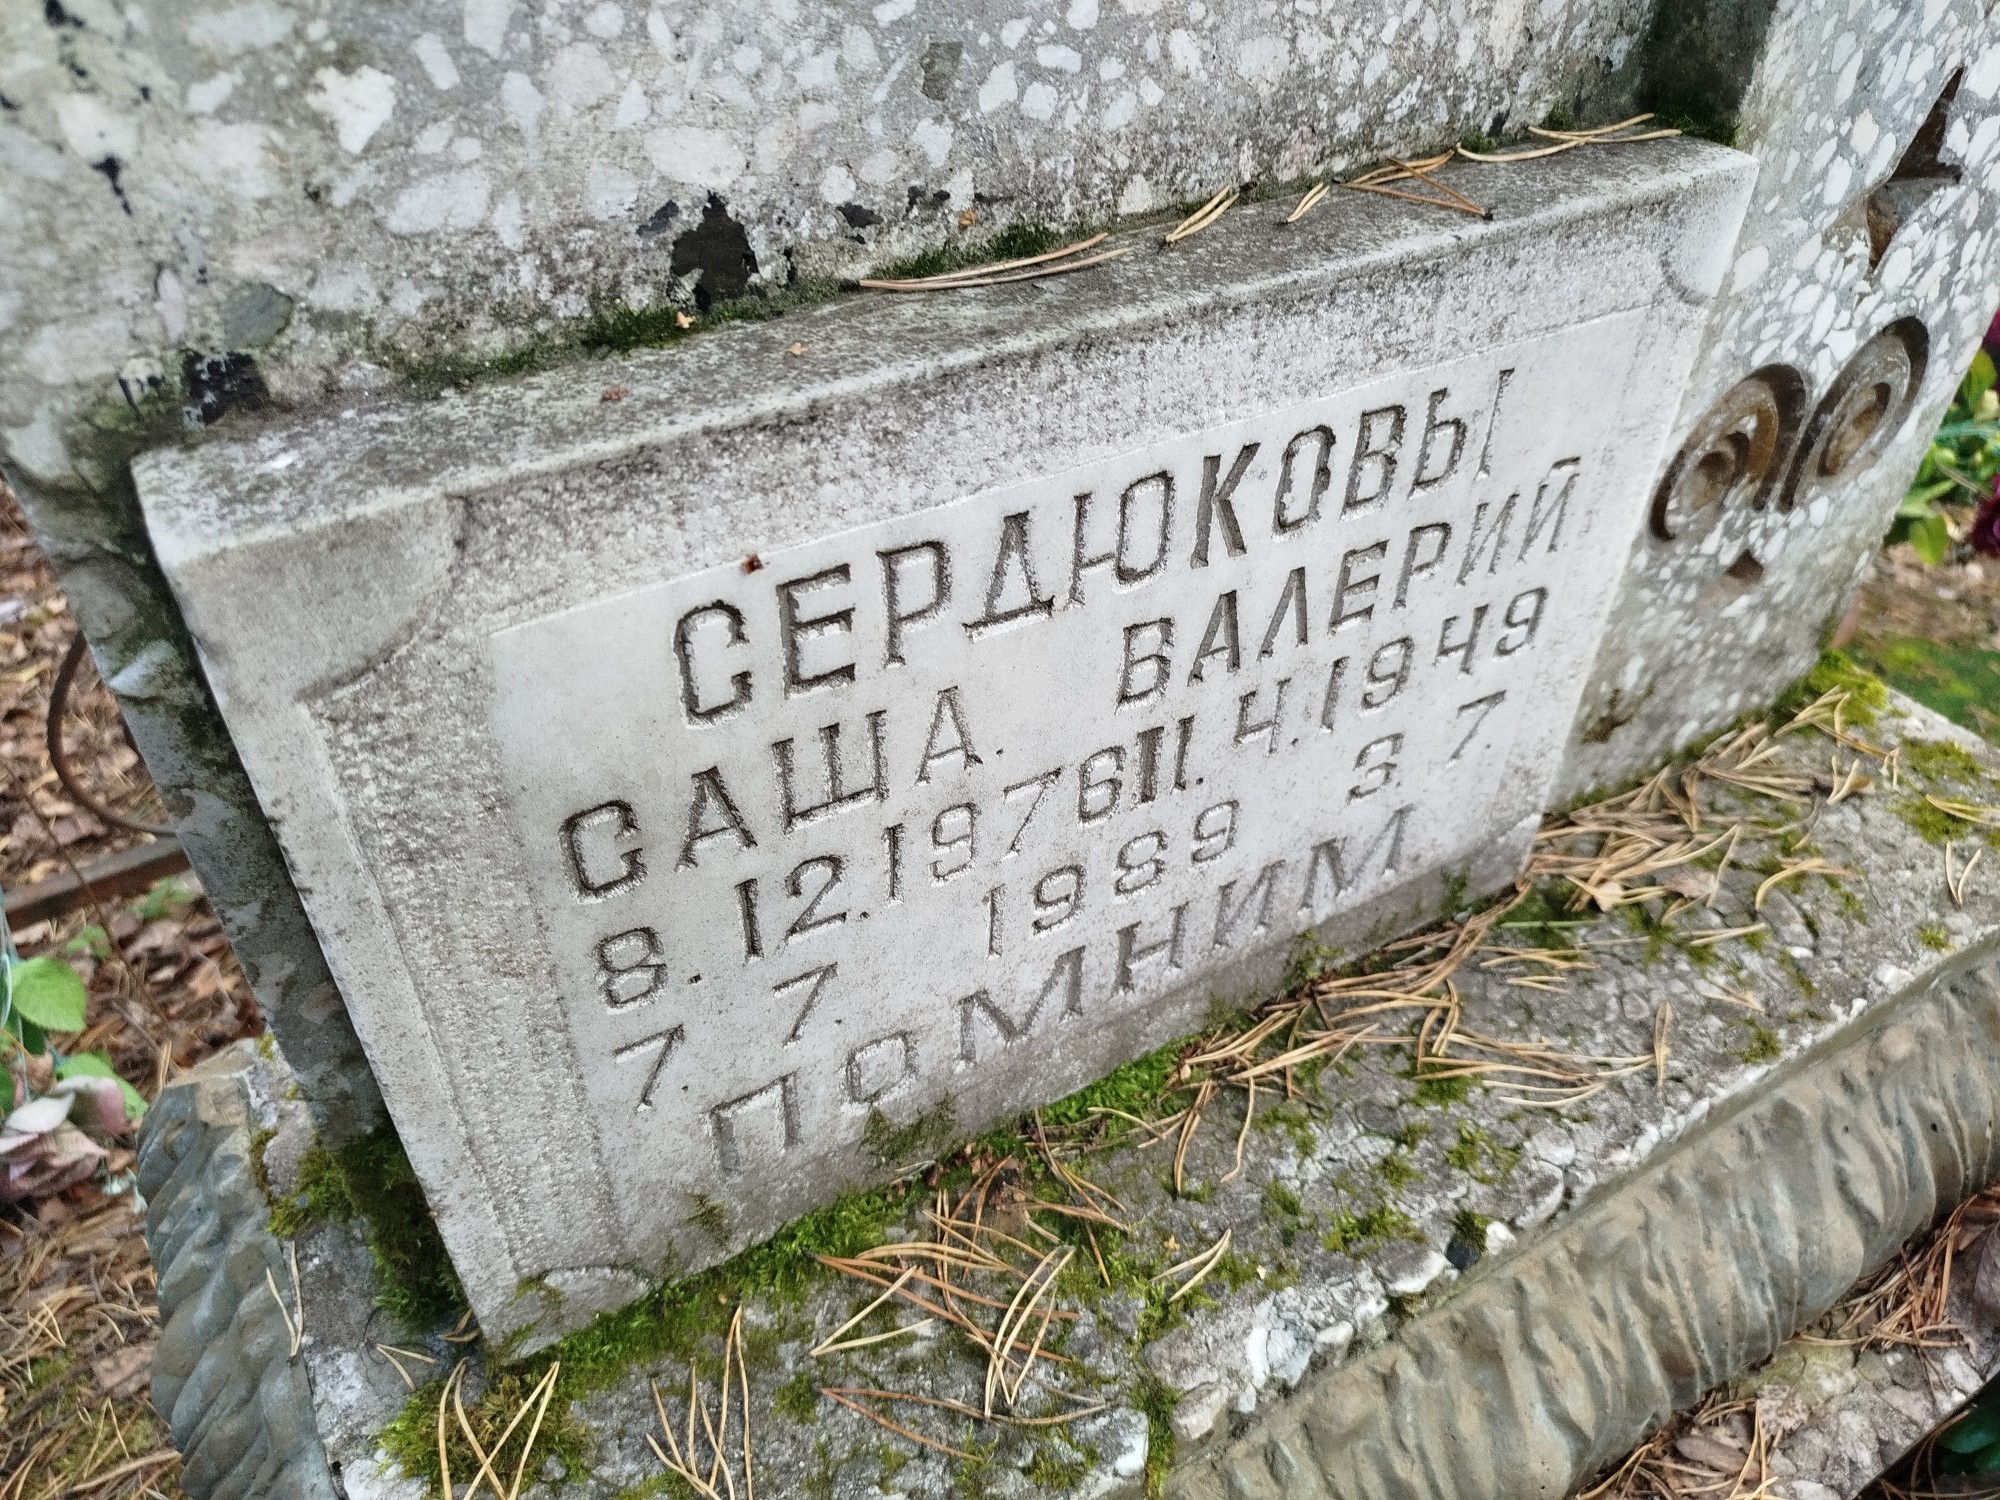 СЕРДЮКОВЫ
САША. ВАЛЕРИЙ
8.12.1976 11.4.1949
7. 7. 1989 3. 7.
ПОМНИМ